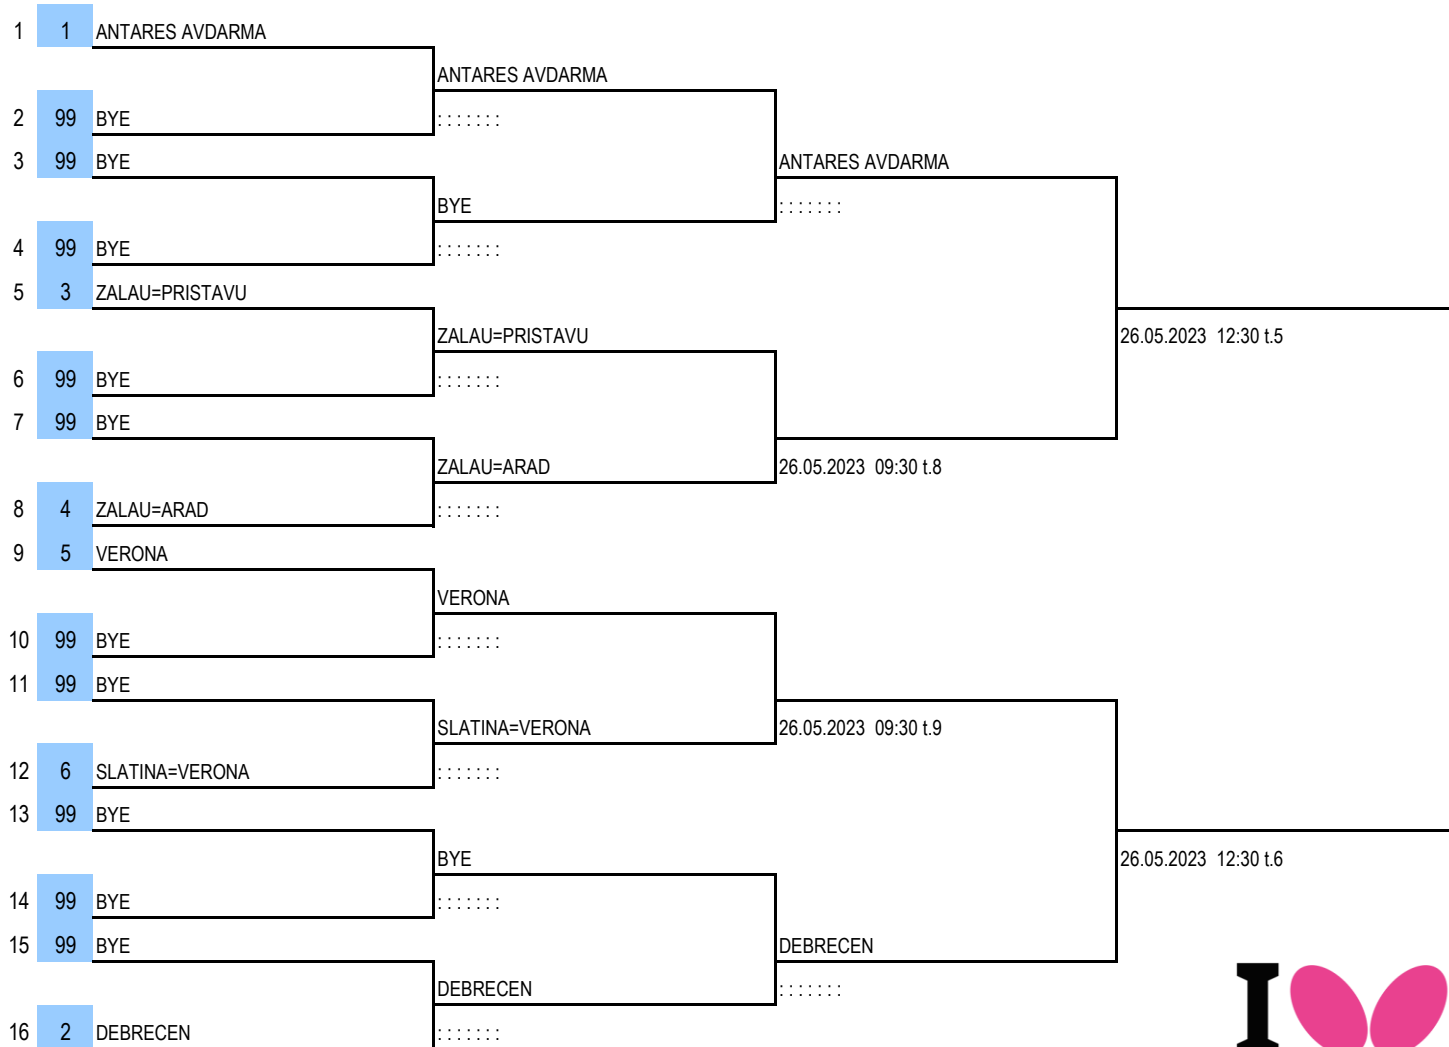 1 1 ANTARES AVDARMA
ANTARES AVDARMA
2 99 BYE : : : : : : :
3 99 BYE ANTARES AVDARMA
BYE : : : : : : :
4 99 BYE : : : : : : :
5 3 ZALAU=PRISTAVU
ZALAU=PRISTAVU 26.05.2023 12:30 t.5
6 99 BYE : : : : : : :
7 99 BYE
ZALAU=ARAD 26.05.2023 09:30 t.8
8 4 ZALAU=ARAD : : : : : : :
9 5 VERONA
VERONA
10 99 BYE : : : : : : :
11 99 BYE
SLATINA=VERONA 26.05.2023 09:30 t.9
12 6 SLATINA=VERONA : : : : : : :
13 99 BYE
BYE 26.05.2023 12:30 t.6
14 99 BYE : : : : : : :
15 99 BYE DEBRECEN
DEBRECEN : : : : : : :
16 2 DEBRECEN : : : : : : :
I